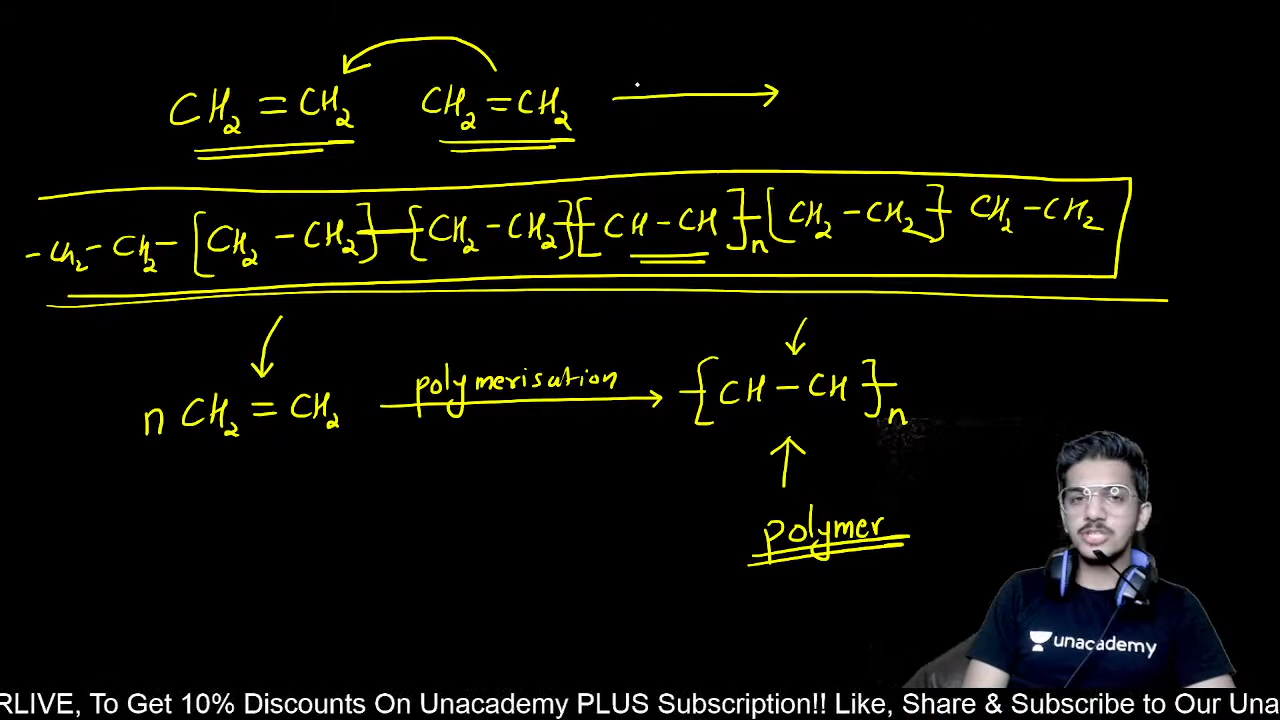 CH₂ = CH₂ CH₂ = CH₂ →
- CH₂ - CH₂ - [CH₂ - CH₂] - [CH₂ - CH₂] [CH - CH]ₙ [CH₂ - CH₂] CH₂ - CH₂
n CH₂ = CH₂ polymerisation → [CH - CH]ₙ
polymer
unacademy
RLIVE, To Get 10% Discounts On Unacademy PLUS Subscription!! Like, Share & Subscribe to Our Una